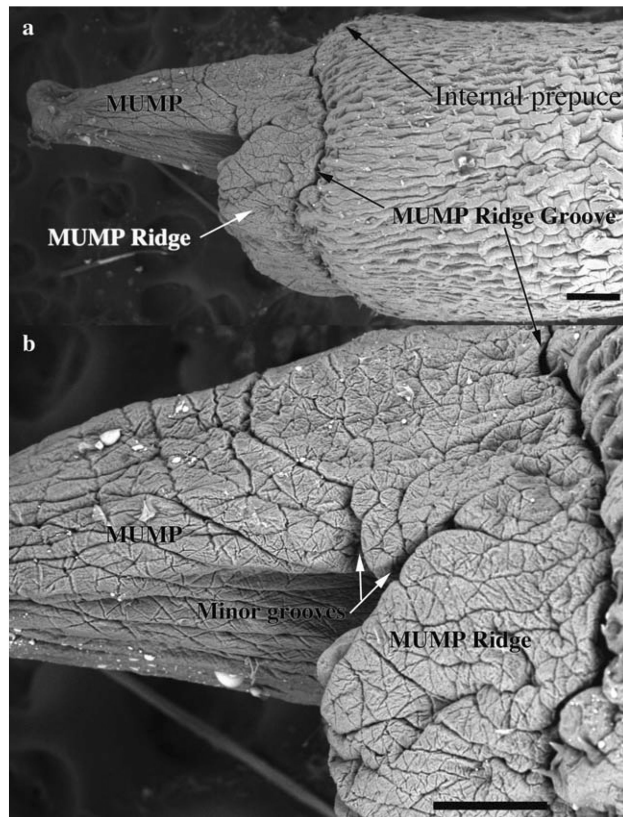 a
MUMP
Internal prepuce
MUMP Ridge Groove
MUMP Ridge
b
MUMP
Minor grooves
MUMP Ridge